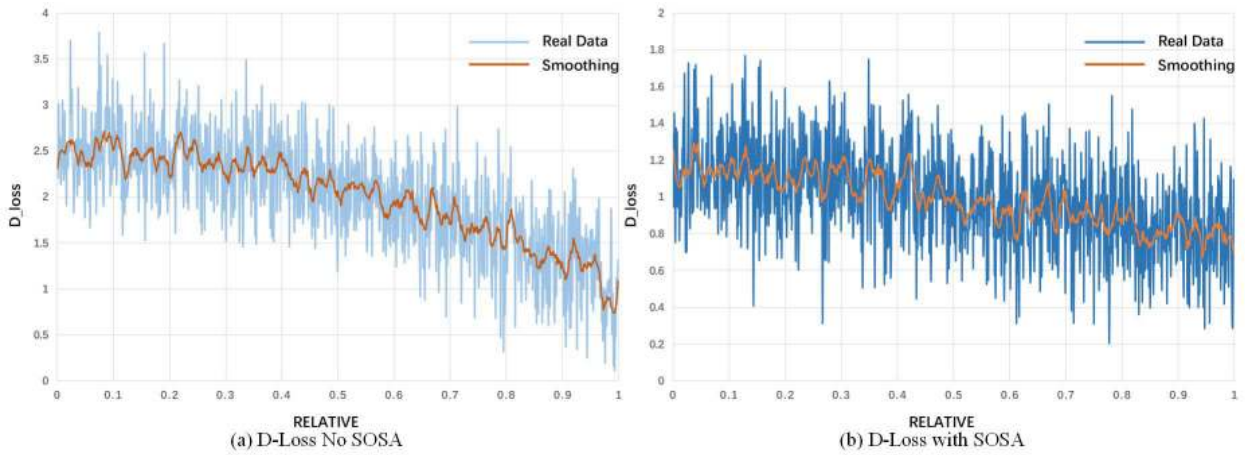 4
3.5
3
2.5
2
1.5
1
0.5
0
D_loss
Real Data
Smoothing
0 0.1 0.2 0.3 0.4 0.5 0.6 0.7 0.8 0.9 1
RELATIVE
(a) D-Loss No SOSA
2
1.8
1.6
1.4
1.2
1
0.8
0.6
0.4
0.2
0
D_loss
Real Data
Smoothing
0 0.1 0.2 0.3 0.4 0.5 0.6 0.7 0.8 0.9 1
RELATIVE
(b) D-Loss with SOSA